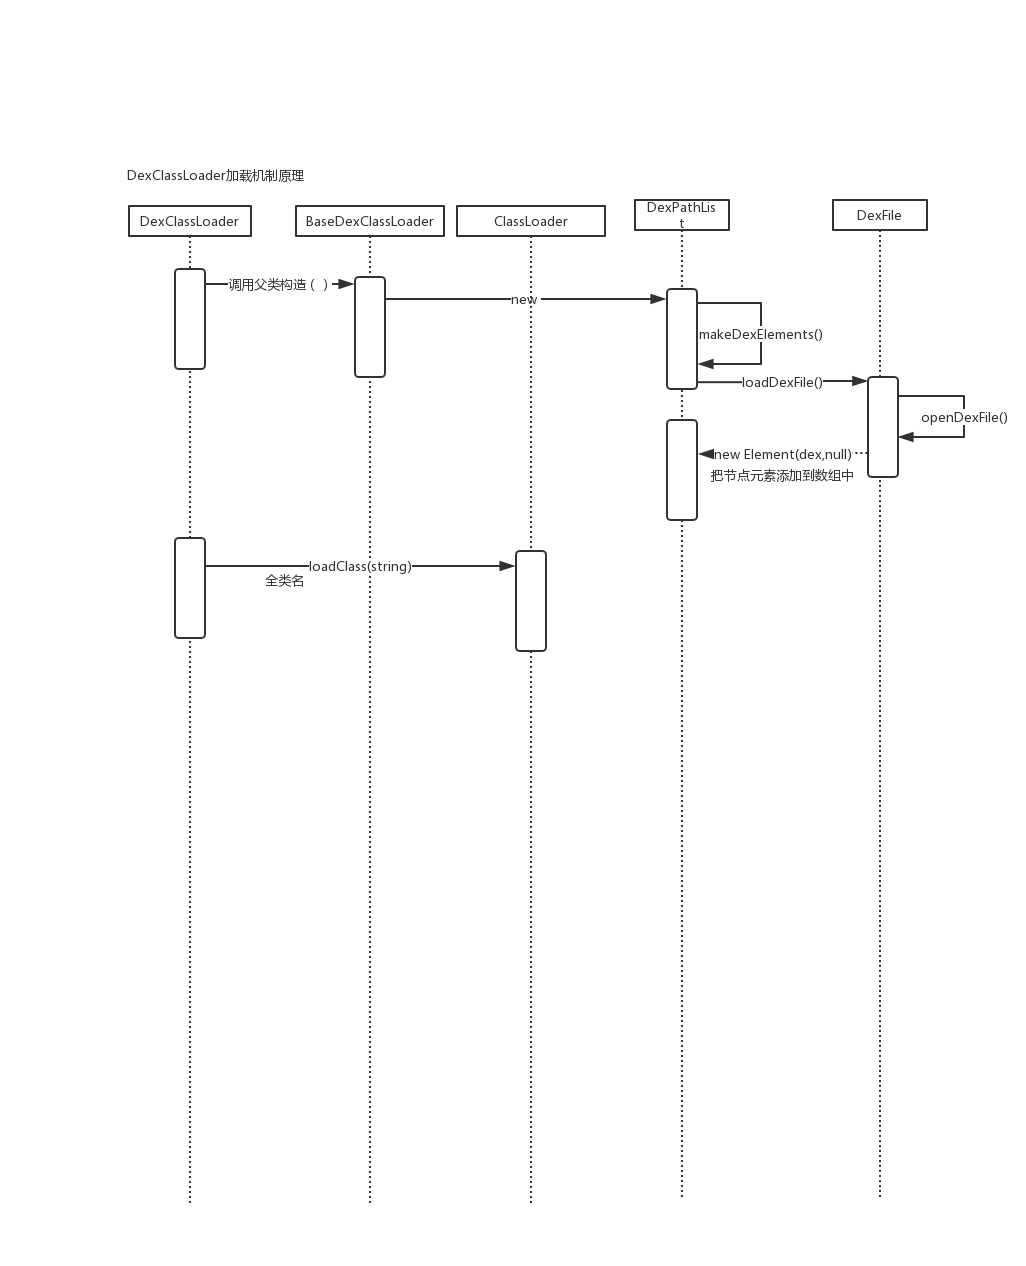 DexClassLoader加载机制原理
DexClassLoader
BaseDexClassLoader
ClassLoader
DexPathLis
t
DexFile
调用父类构造（ ）
new
makeDexElements()
loadDexFile()
openDexFile()
new Element(dex,null)
把节点元素添加到数组中
loadClass(string)
全类名